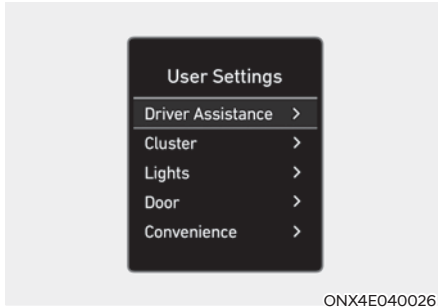 User Settings
Driver Assistance >
Cluster >
Lights >
Door >
Convenience >
ONX4E040026